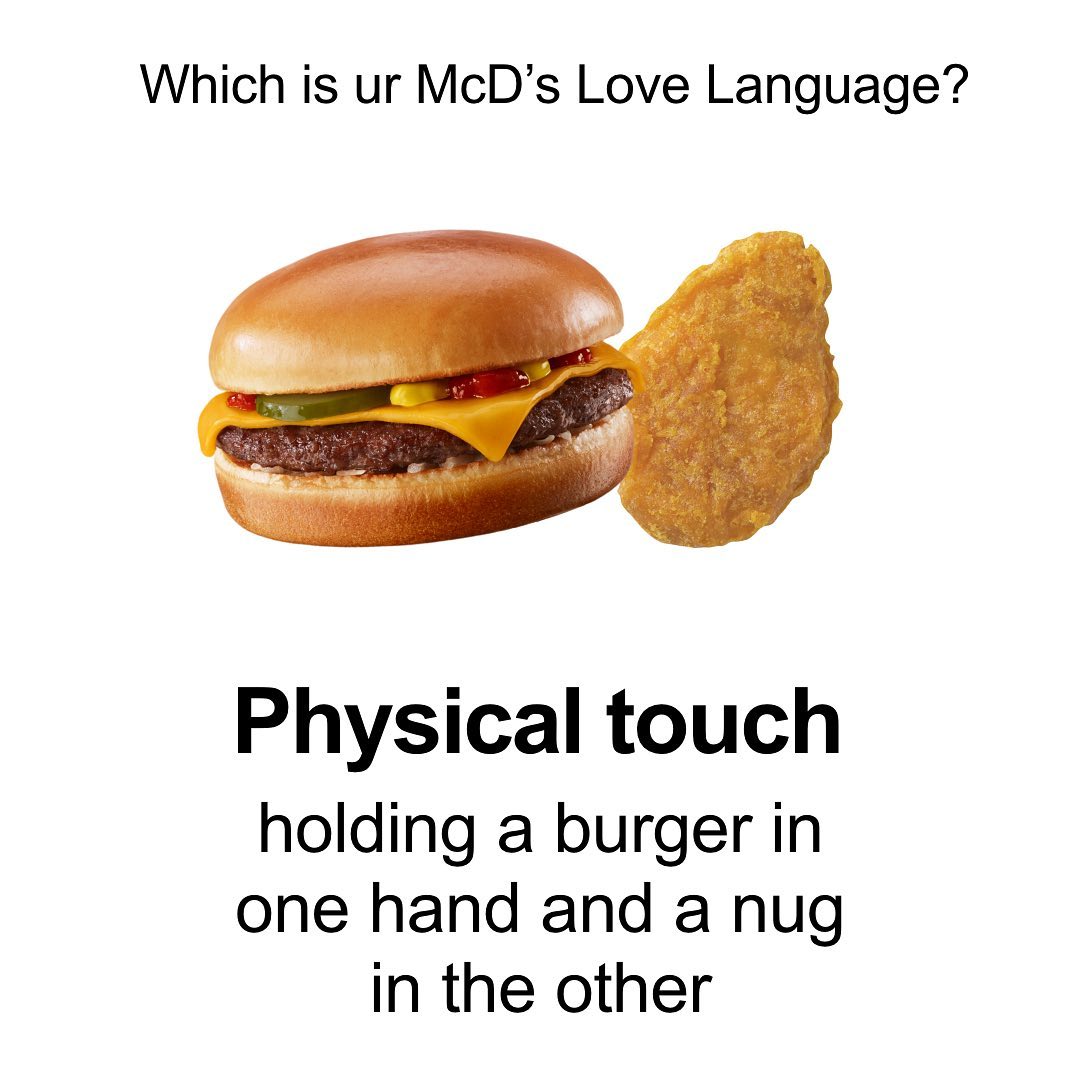 Which is ur McD’s Love Language?
Physical touch
holding a burger in
one hand and a nug
in the other